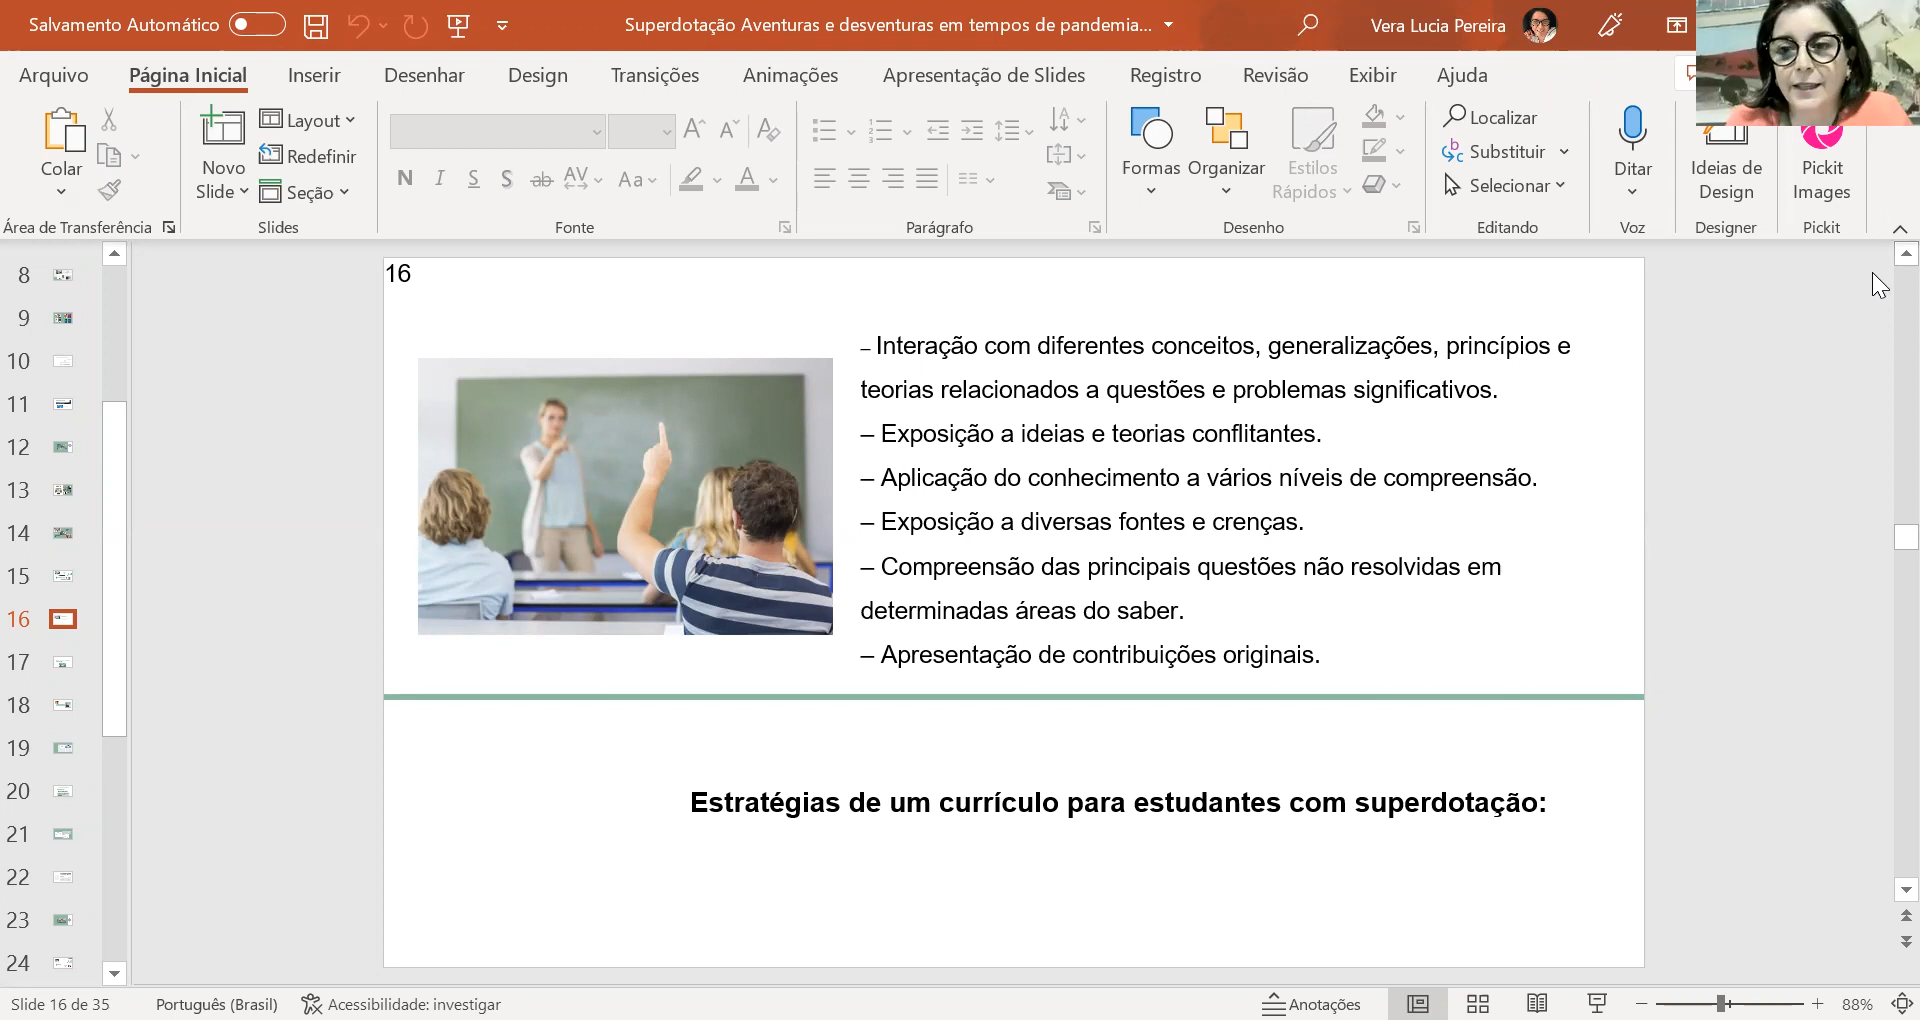 Salvamento Automático
Superdotação Aventuras e desventuras em tempos de pandemia...
Vera Lucia Pereira
Arquivo
Página Inicial
Inserir
Desenhar
Design
Transições
Animações
Apresentação de Slides
Registro
Revisão
Exibir
Ajuda
Colar
Novo
Slide
Layout
Redefinir
Seção
N I S S ab AV Aa A
Formas
Organizar
Estilos
Rápidos
Localizar
Substituir
Selecionar
Ditar
Ideias de
Design
Pickit
Images
Área de Transferência
Slides
Fonte
Parágrafo
Desenho
Editando
Voz
Designer
Pickit
8
9
10
11
12
13
14
15
16
17
18
19
20
21
22
23
24
16
– Interação com diferentes conceitos, generalizações, princípios e
teorias relacionados a questões e problemas significativos.
– Exposição a ideias e teorias conflitantes.
– Aplicação do conhecimento a vários níveis de compreensão.
– Exposição a diversas fontes e crenças.
– Compreensão das principais questões não resolvidas em
determinadas áreas do saber.
– Apresentação de contribuições originais.
Estratégias de um currículo para estudantes com superdotação:
Slide 16 de 35
Português (Brasil)
Acessibilidade: investigar
Anotações
88%